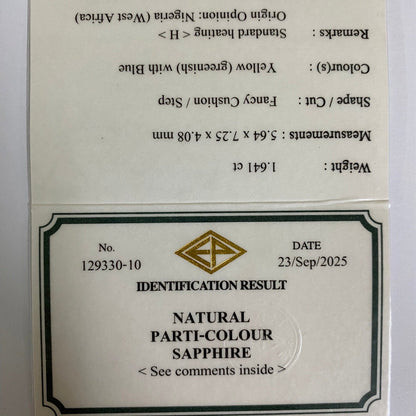 Weight : 1.641 ct
Measurements : 5.64 x 7.25 x 4.08 mm
Shape / Cut : Fancy Cushion / Step
Colour(s) : Yellow (greenish) with Blue
Remarks : Standard heating < H >
Origin Opinion: Nigeria (West Africa)
No. DATE
129330-10 23/Sep/2025
IDENTIFICATION RESULT
NATURAL
PARTI-COLOUR
SAPPHIRE
< See comments inside >